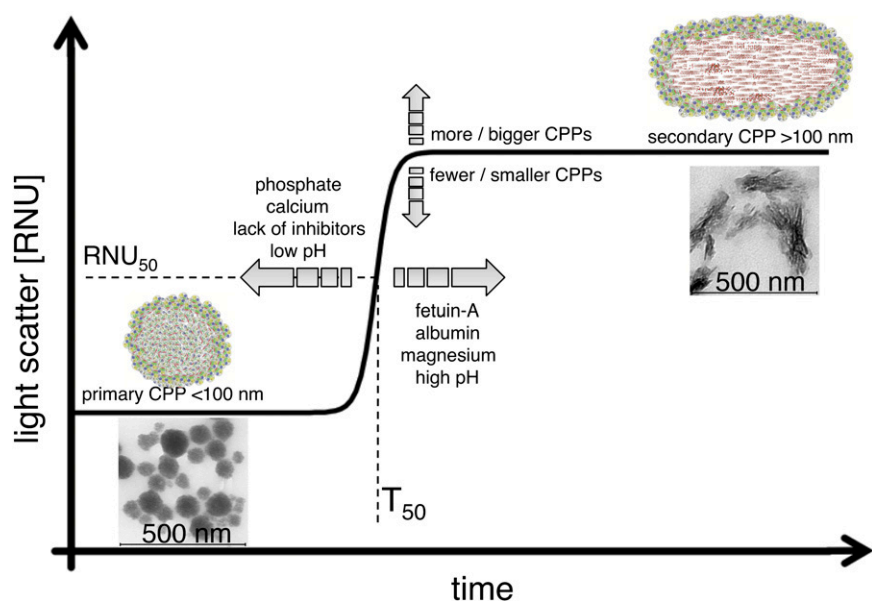 light scatter [RNU]
RNU50
phosphate
calcium
lack of inhibitors
low pH
more / bigger CPPs
fewer / smaller CPPs
secondary CPP >100 nm
500 nm
fetuin-A
albumin
magnesium
high pH
primary CPP <100 nm
500 nm
T50
time